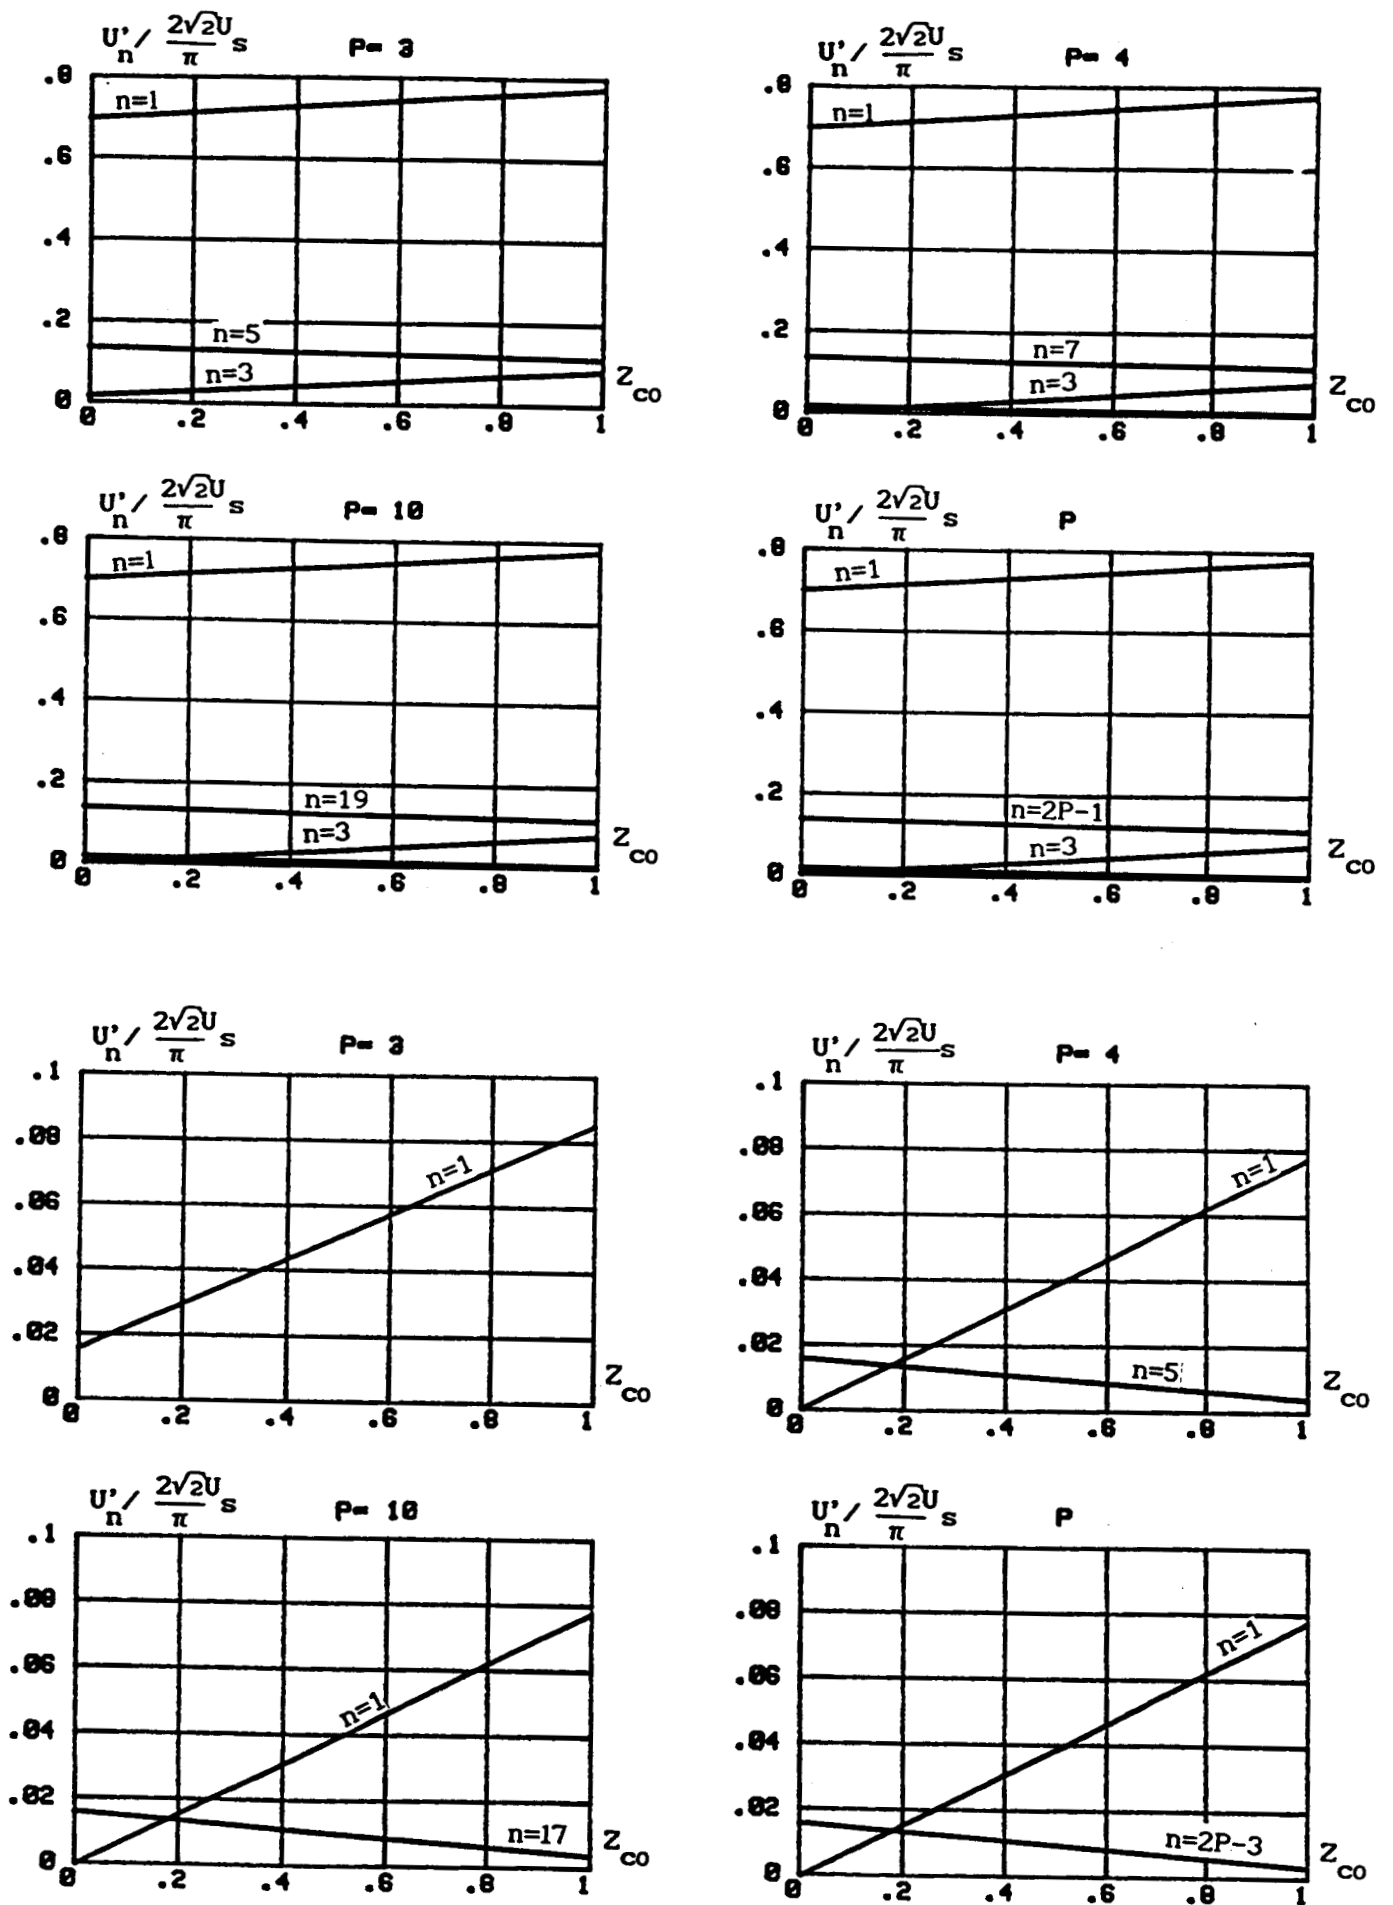 U'n / 2√2U/π s P= 3
.8
n=1
.6
.4
.2
n=5
n=3
0
0 .2 .4 .6 .8 1
Zco
U'n / 2√2U/π s P= 4
.8
n=1
.6
.4
.2
n=7
n=3
0
0 .2 .4 .6 .8 1
Zco
U'n / 2√2U/π s P= 10
.8
n=1
.6
.4
.2
n=19
n=3
0
0 .2 .4 .6 .8 1
Zco
U'n / 2√2U/π s P
.8
n=1
.6
.4
.2
n=2P-1
n=3
0
0 .2 .4 .6 .8 1
Zco
U'n / 2√2U/π s P= 3
.1
.08
n=1
.06
.04
.02
0
0 .2 .4 .6 .8 1
Zco
U'n / 2√2U/π s P= 4
.1
.08
n=1
.06
.04
.02
n=5
0
0 .2 .4 .6 .8 1
Zco
U'n / 2√2U/π s P= 10
.1
.08
.06
n=1
.04
.02
n=17
0
0 .2 .4 .6 .8 1
Zco
U'n / 2√2U/π s P
.1
.08
n=1
.06
.04
.02
n=2P-3
0
0 .2 .4 .6 .8 1
Zco